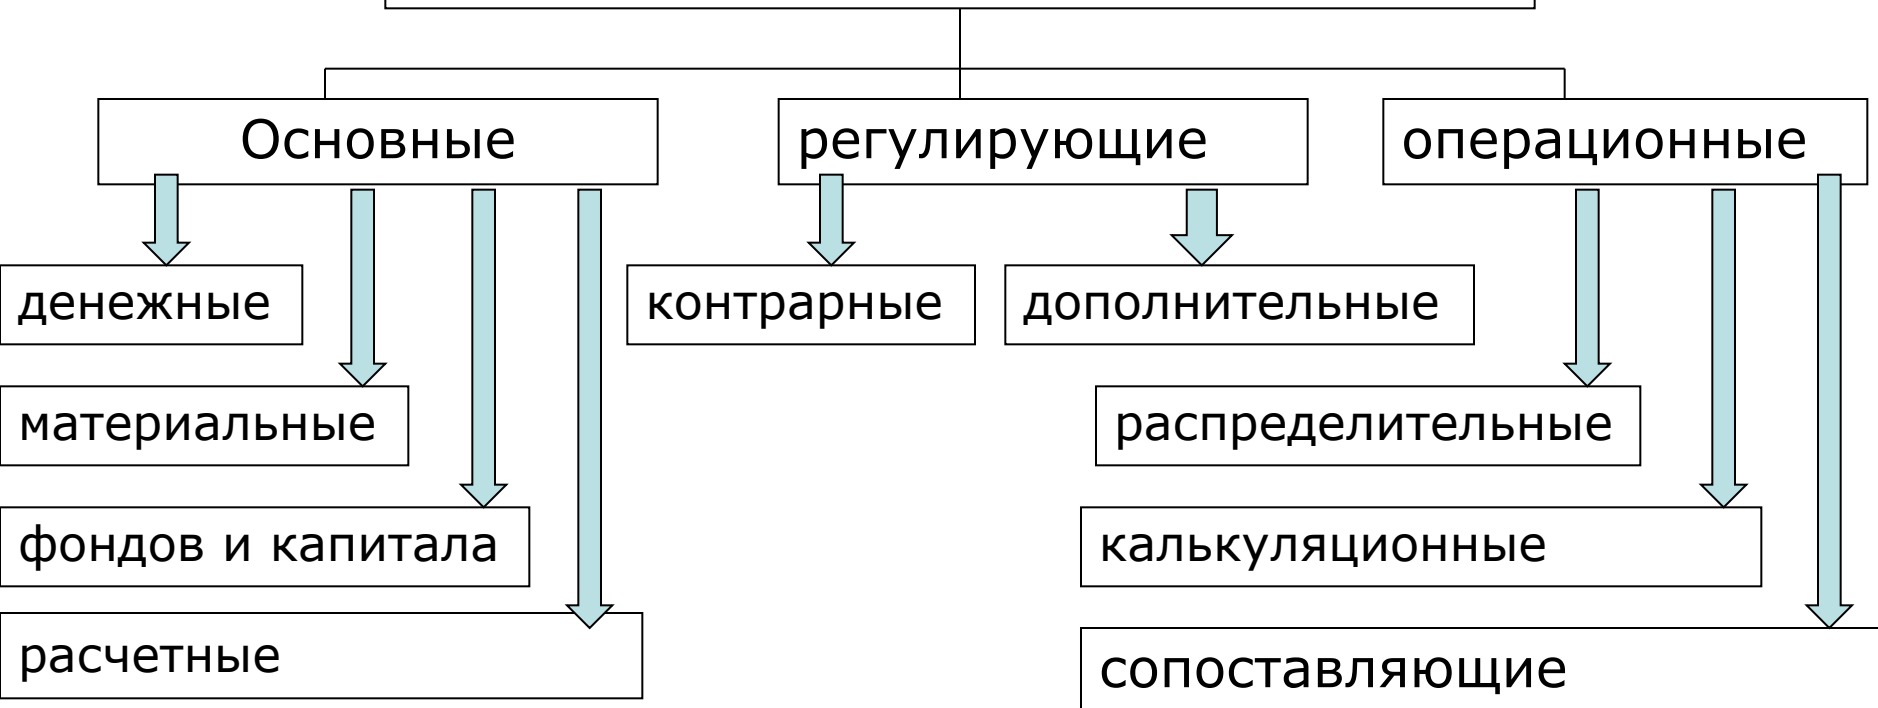 Основные
регулирующие
операционные
денежные
контрарные
дополнительные
материальные
распределительные
фондов и капитала
калькуляционные
расчетные
сопоставляющие